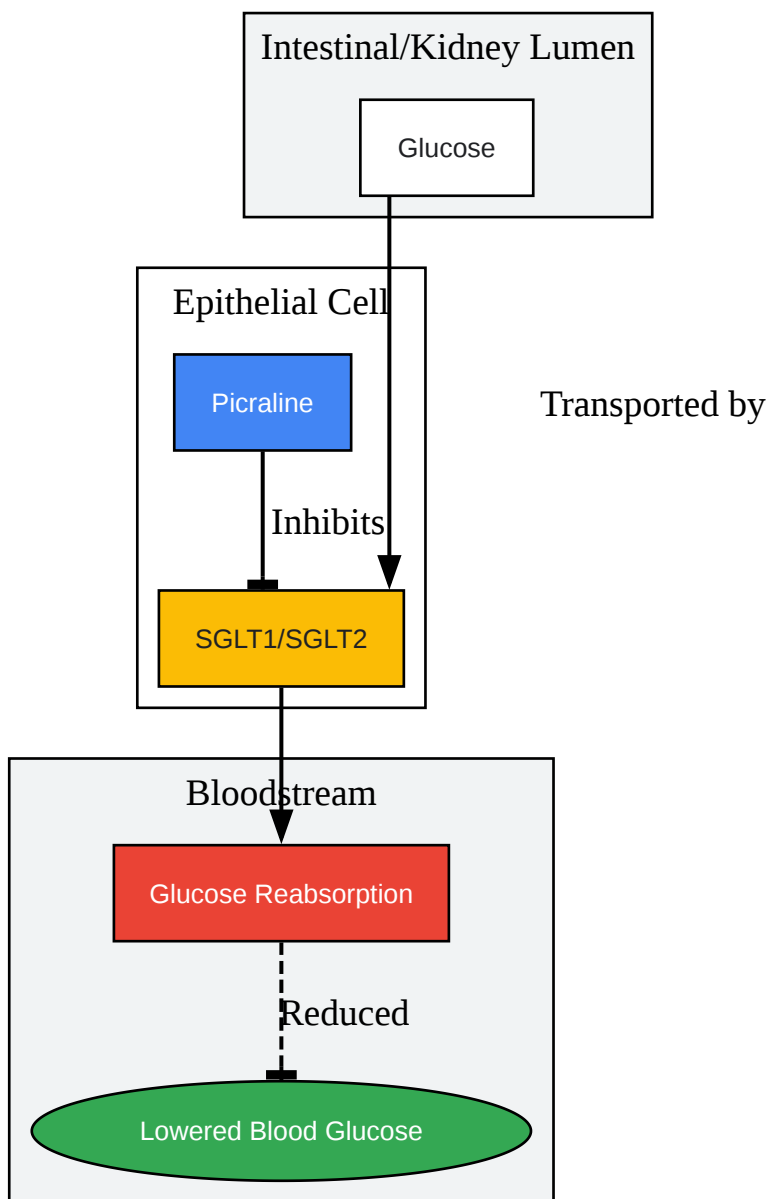 Intestinal/Kidney Lumen
Glucose
Epithelial Cell
Picraline
Transported by
Inhibits
SGLT1/SGLT2
Bloodstream
Glucose Reabsorption
Reduced
Lowered Blood Glucose